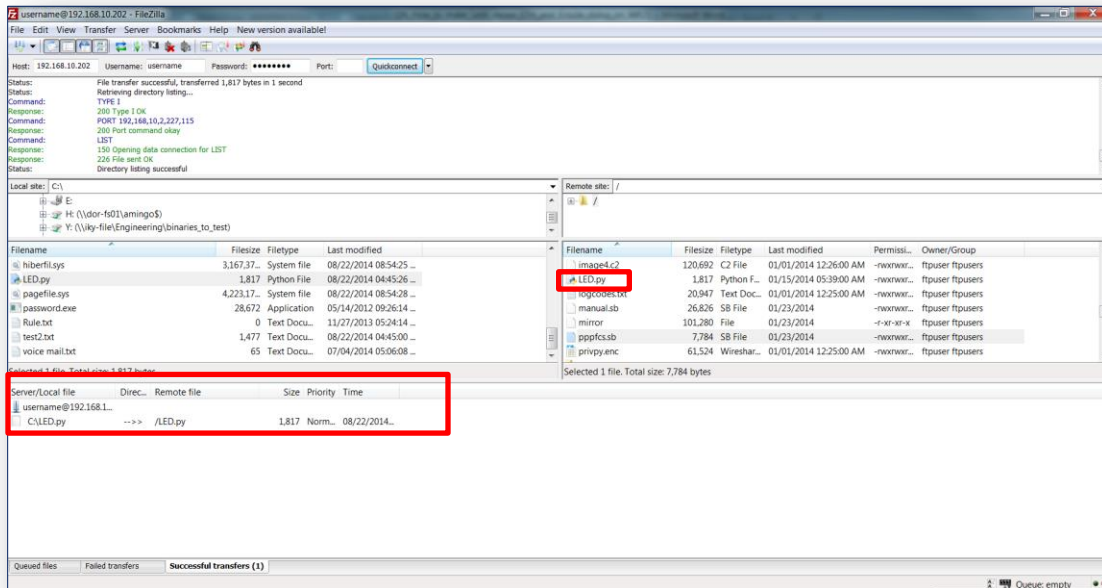 username@192.168.10.202 - FileZilla
File Edit View Transfer Server Bookmarks Help New version available!
Host: 192.168.10.202 Username: username Password: ●●●●●●●● Port: Quickconnect
Status: File transfer successful, transferred 1,817 bytes in 1 second
Status: Retrieving directory listing...
Command: TYPE I
Response: 200 Type I OK
Command: PORT 192,168,10,2,227,115
Response: 200 Port command okay
Command: LIST
Response: 150 Opening data connection for LIST
Response: 226 File sent OK
Status: Directory listing successful
Local site: C:\
E:
H: (\\dor-fs01\amingo$)
Y: (\\iky-file\Engineering\binaries_to_test)
Remote site: /
/
Filename Filesize Filetype Last modified
hiberfil.sys 3,167,37... System file 08/22/2014 08:54:25 ...
LED.py 1,817 Python File 08/22/2014 04:45:26 ...
pagefile.sys 4,223,17... System file 08/22/2014 08:54:28 ...
password.exe 28,672 Application 05/14/2012 09:26:14 ...
Rule.txt 0 Text Docu... 11/27/2013 05:24:14 ...
test2.txt 1,477 Text Docu... 08/22/2014 04:45:00 ...
voice mail.txt 65 Text Docu... 07/04/2014 05:06:08 ...
Selected 1 file. Total size: 1,817 bytes
Filename Filesize Filetype Last modified Permissi... Owner/Group
image4.c2 120,692 C2 File 01/01/2014 12:26:00 AM -rwxrwxr... ftpuser ftpusers
LED.py 1,817 Python F... 01/15/2014 05:39:00 AM -rwxrwxr... ftpuser ftpusers
logcodes.txt 20,947 Text Doc... 01/01/2014 12:25:00 AM -rwxrwxr... ftpuser ftpusers
manual.sb 26,826 SB File 01/23/2014 -rwxrwxr... ftpuser ftpusers
mirror 101,280 File 01/23/2014 -r-xr-xr-x ftpuser ftpusers
pppfcs.sb 7,784 SB File 01/23/2014 -rwxrwxr... ftpuser ftpusers
privpy.enc 61,524 Wireshar... 01/01/2014 12:25:00 AM -rwxrwxr... ftpuser ftpusers
Selected 1 file. Total size: 7,784 bytes
Server/Local file Direc... Remote file Size Priority Time
username@192.168.1...
C:\LED.py -->> /LED.py 1,817 Norm... 08/22/2014...
Queued files Failed transfers Successful transfers (1)
Queue: empty